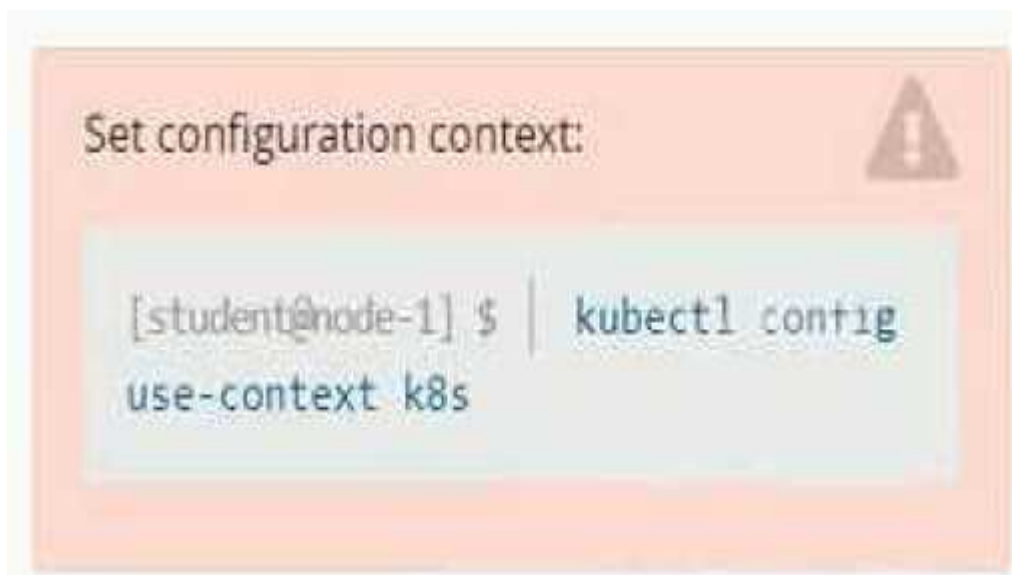 Set configuration context:
[student@node-1] $ | kubectl config
use-context k8s